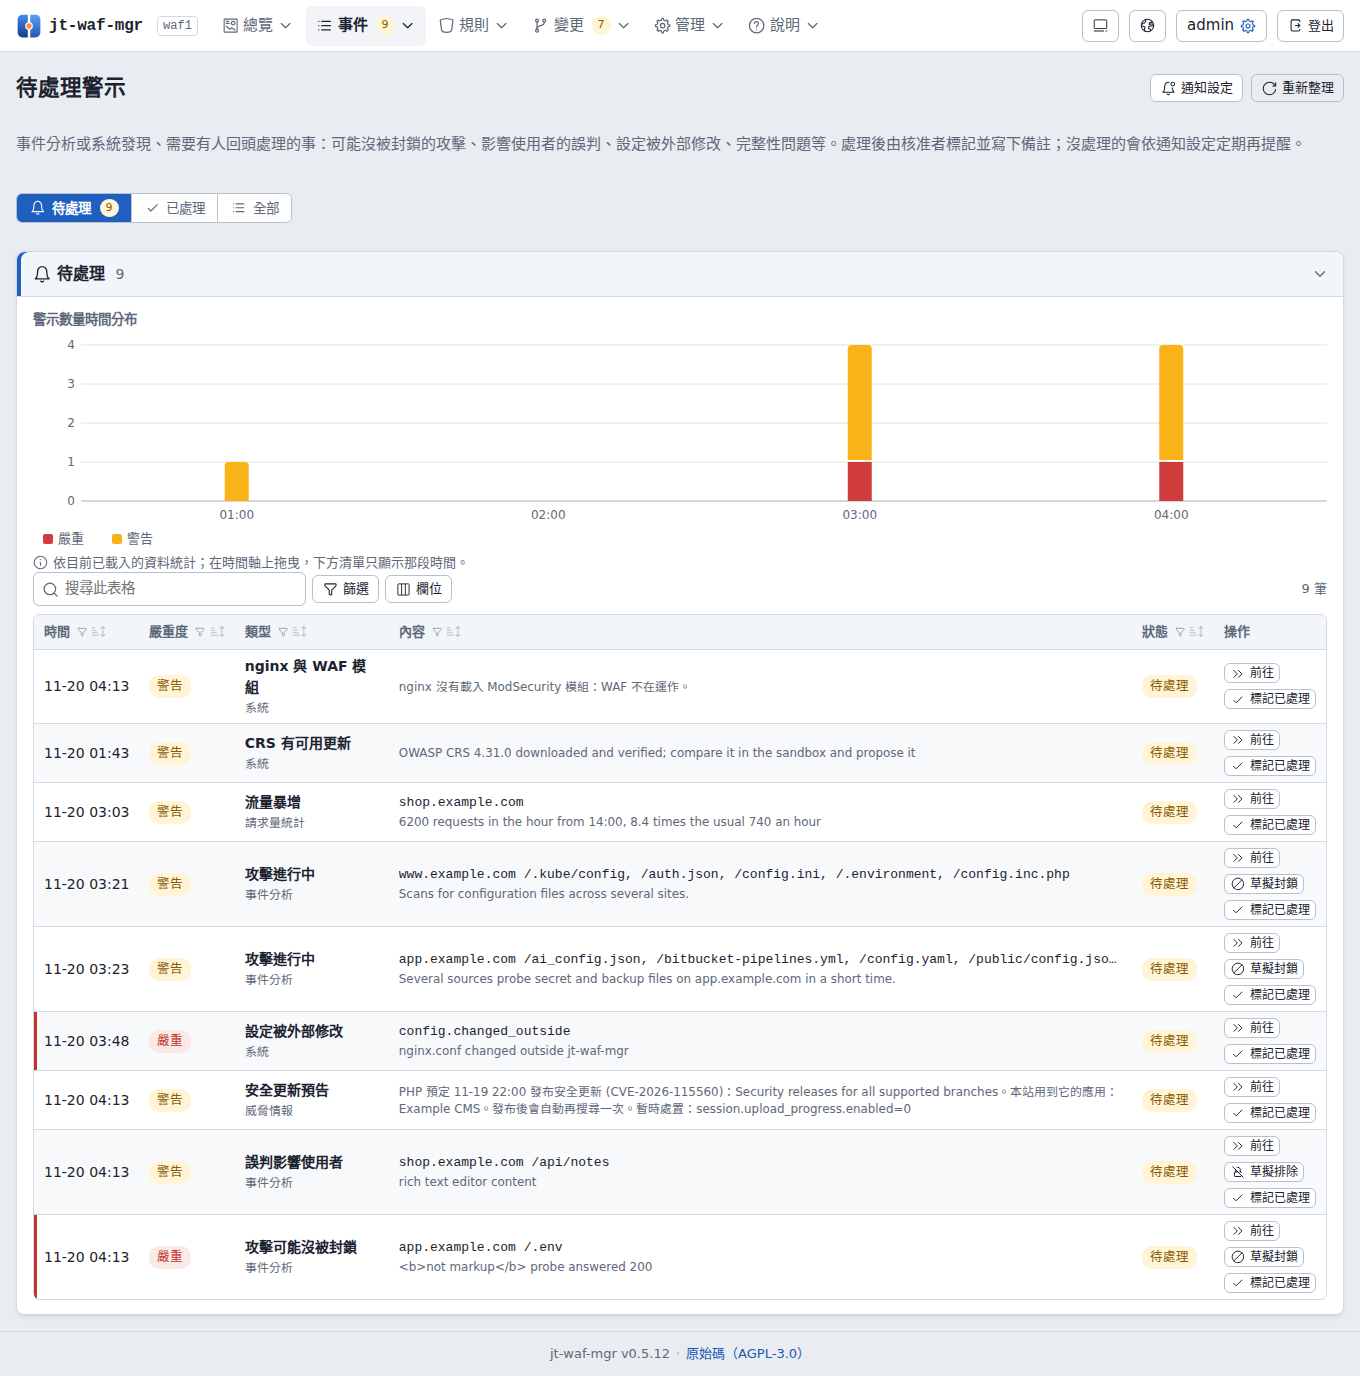 jt-waf-mgr waf1 總覽 事件 9 規則 變更 7 管理 說明 admin 登出
待處理警示 通知設定 重新整理
事件分析或系統發現、需要有人回頭處理的事：可能沒被封鎖的攻擊、影響使用者的誤判、設定被外部修改、完整性問題等。處理後由核准者標記並寫下備註；沒處理的會依通知設定定期再提醒。
待處理 9 已處理 全部
待處理 9
警示數量時間分布
4
3
2
1
0
01:00 02:00 03:00 04:00
嚴重 警告
依目前已載入的資料統計；在時間軸上拖曳，下方清單只顯示那段時間。
搜尋此表格 篩選 欄位 9 筆
時間 嚴重度 類型 內容 狀態 操作
11-20 04:13 警告 nginx 與 WAF 模組 系統 nginx 沒有載入 ModSecurity 模組：WAF 不在運作。 待處理 前往 標記已處理
11-20 01:43 警告 CRS 有可用更新 系統 OWASP CRS 4.31.0 downloaded and verified; compare it in the sandbox and propose it 待處理 前往 標記已處理
11-20 03:03 警告 流量暴增 請求量統計 shop.example.com 6200 requests in the hour from 14:00, 8.4 times the usual 740 an hour 待處理 前往 標記已處理
11-20 03:21 警告 攻擊進行中 事件分析 www.example.com /.kube/config, /auth.json, /config.ini, /.environment, /config.inc.php Scans for configuration files across several sites. 待處理 前往 草擬封鎖 標記已處理
11-20 03:23 警告 攻擊進行中 事件分析 app.example.com /ai_config.json, /bitbucket-pipelines.yml, /config.yaml, /public/config.jso… Several sources probe secret and backup files on app.example.com in a short time. 待處理 前往 草擬封鎖 標記已處理
11-20 03:48 嚴重 設定被外部修改 系統 config.changed_outside nginx.conf changed outside jt-waf-mgr 待處理 前往 標記已處理
11-20 04:13 警告 安全更新預告 威脅情報 PHP 預定 11-19 22:00 發布安全更新 (CVE-2026-115560)：Security releases for all supported branches。本站用到它的應用：Example CMS。發布後會自動再搜尋一次。暫時處置：session.upload_progress.enabled=0 待處理 前往 標記已處理
11-20 04:13 警告 誤判影響使用者 事件分析 shop.example.com /api/notes rich text editor content 待處理 前往 草擬排除 標記已處理
11-20 04:13 嚴重 攻擊可能沒被封鎖 事件分析 app.example.com /.env <b>not markup</b> probe answered 200 待處理 前往 草擬封鎖 標記已處理
jt-waf-mgr v0.5.12 · 原始碼（AGPL-3.0）